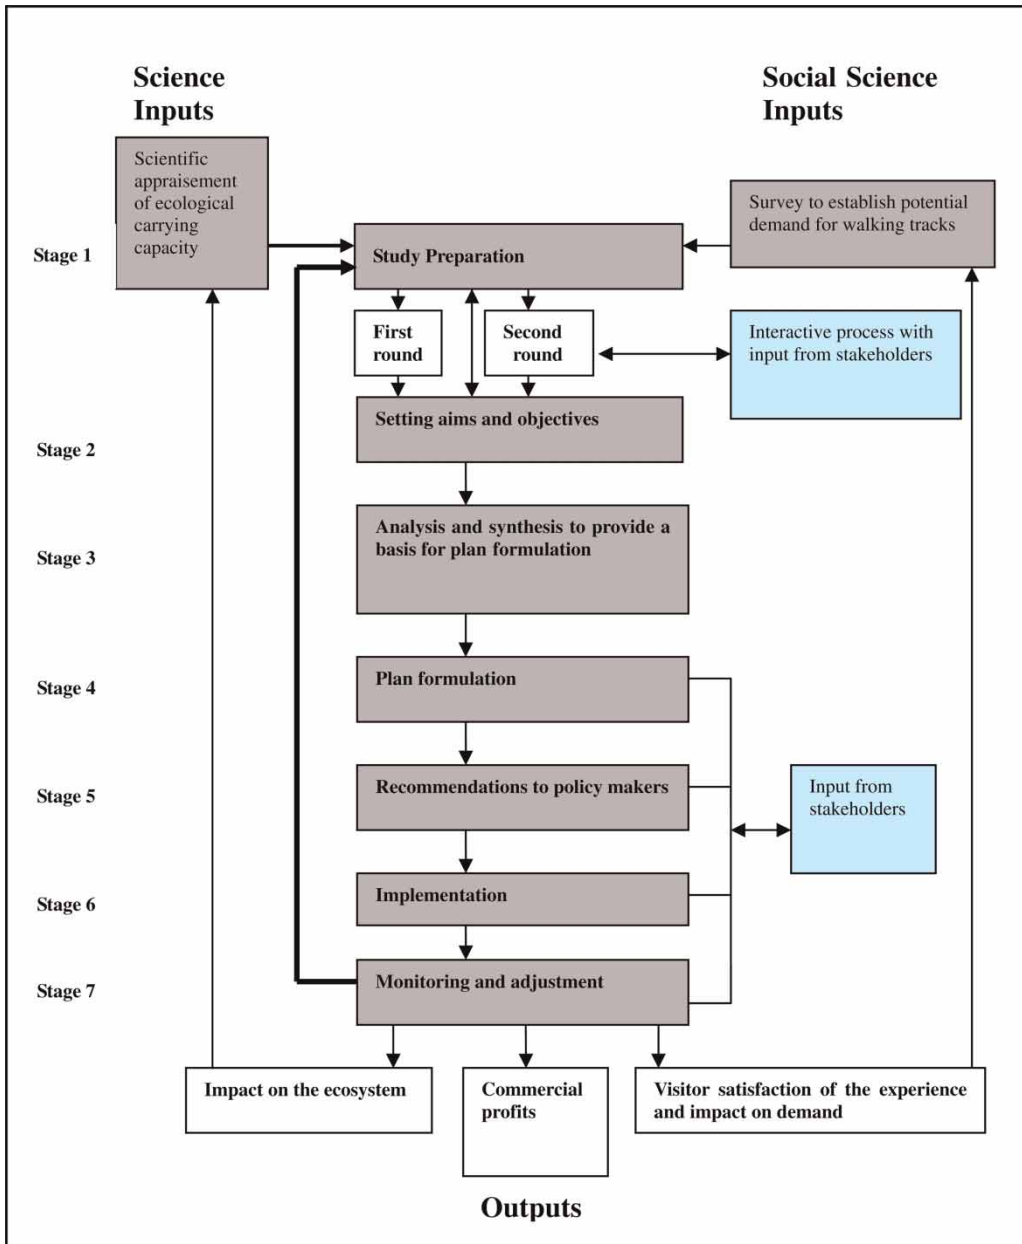 Science
Inputs
Social Science
Inputs
Scientific
appraisement
of ecological
carrying
capacity
Survey to establish potential
demand for walking tracks
Stage 1
Study Preparation
First
round
Second
round
Interactive process with
input from stakeholders
Setting aims and objectives
Stage 2
Analysis and synthesis to provide a
basis for plan formulation
Stage 3
Plan formulation
Stage 4
Recommendations to policy makers
Stage 5
Input from
stakeholders
Implementation
Stage 6
Monitoring and adjustment
Stage 7
Impact on the ecosystem
Commercial
profits
Visitor satisfaction of the experience
and impact on demand
Outputs